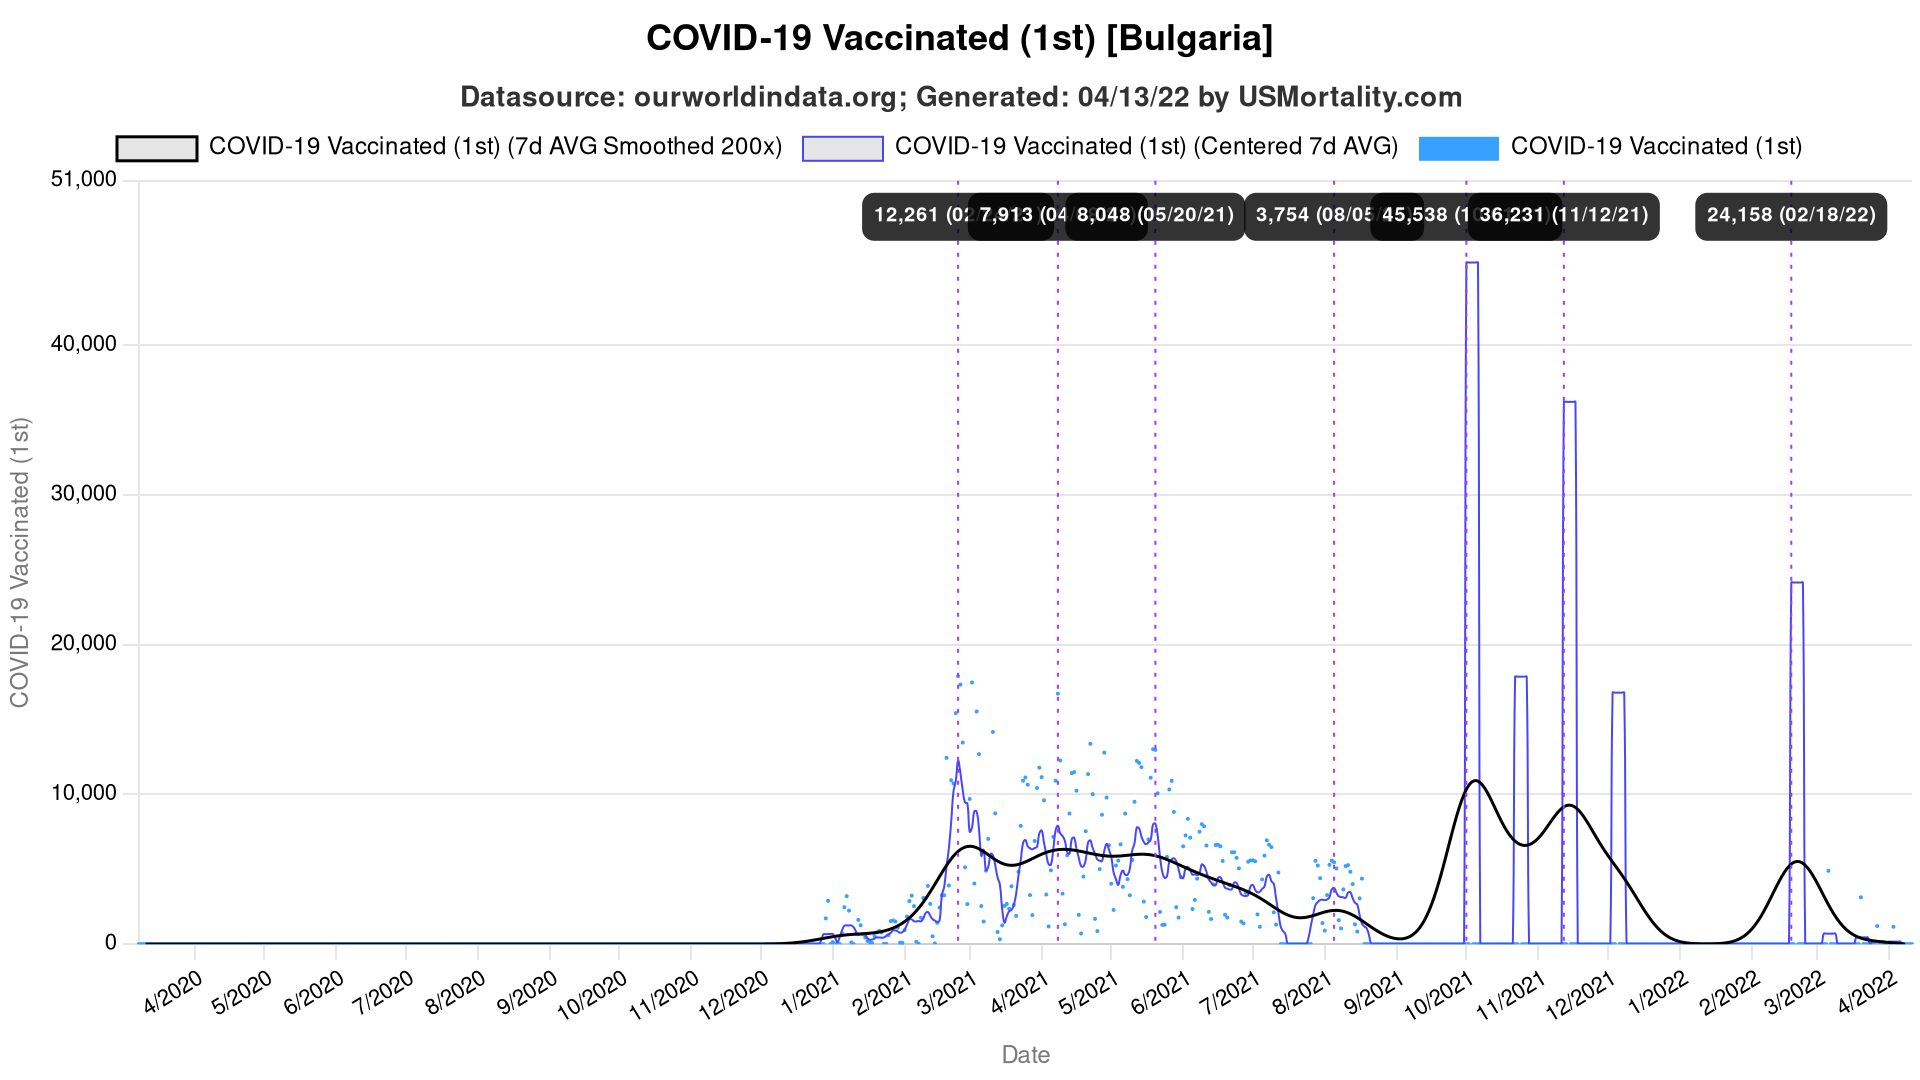 COVID-19 Vaccinated (1st) [Bulgaria]
Datasource: ourworldindata.org; Generated: 04/13/22 by USMortality.com
COVID-19 Vaccinated (1st) (7d AVG Smoothed 200x) COVID-19 Vaccinated (1st) (Centered 7d AVG) COVID-19 Vaccinated (1st)
12,261 (02/ 7,913 (04/ 8,048 (05/20/21) 3,754 (08/05/ 45,538 (10/ 36,231 (11/12/21) 24,158 (02/18/22)
51,000
40,000
30,000
20,000
10,000
0
COVID-19 Vaccinated (1st)
4/2020 5/2020 6/2020 7/2020 8/2020 9/2020 10/2020 11/2020 12/2020 1/2021 2/2021 3/2021 4/2021 5/2021 6/2021 7/2021 8/2021 9/2021 10/2021 11/2021 12/2021 1/2022 2/2022 3/2022 4/2022
Date